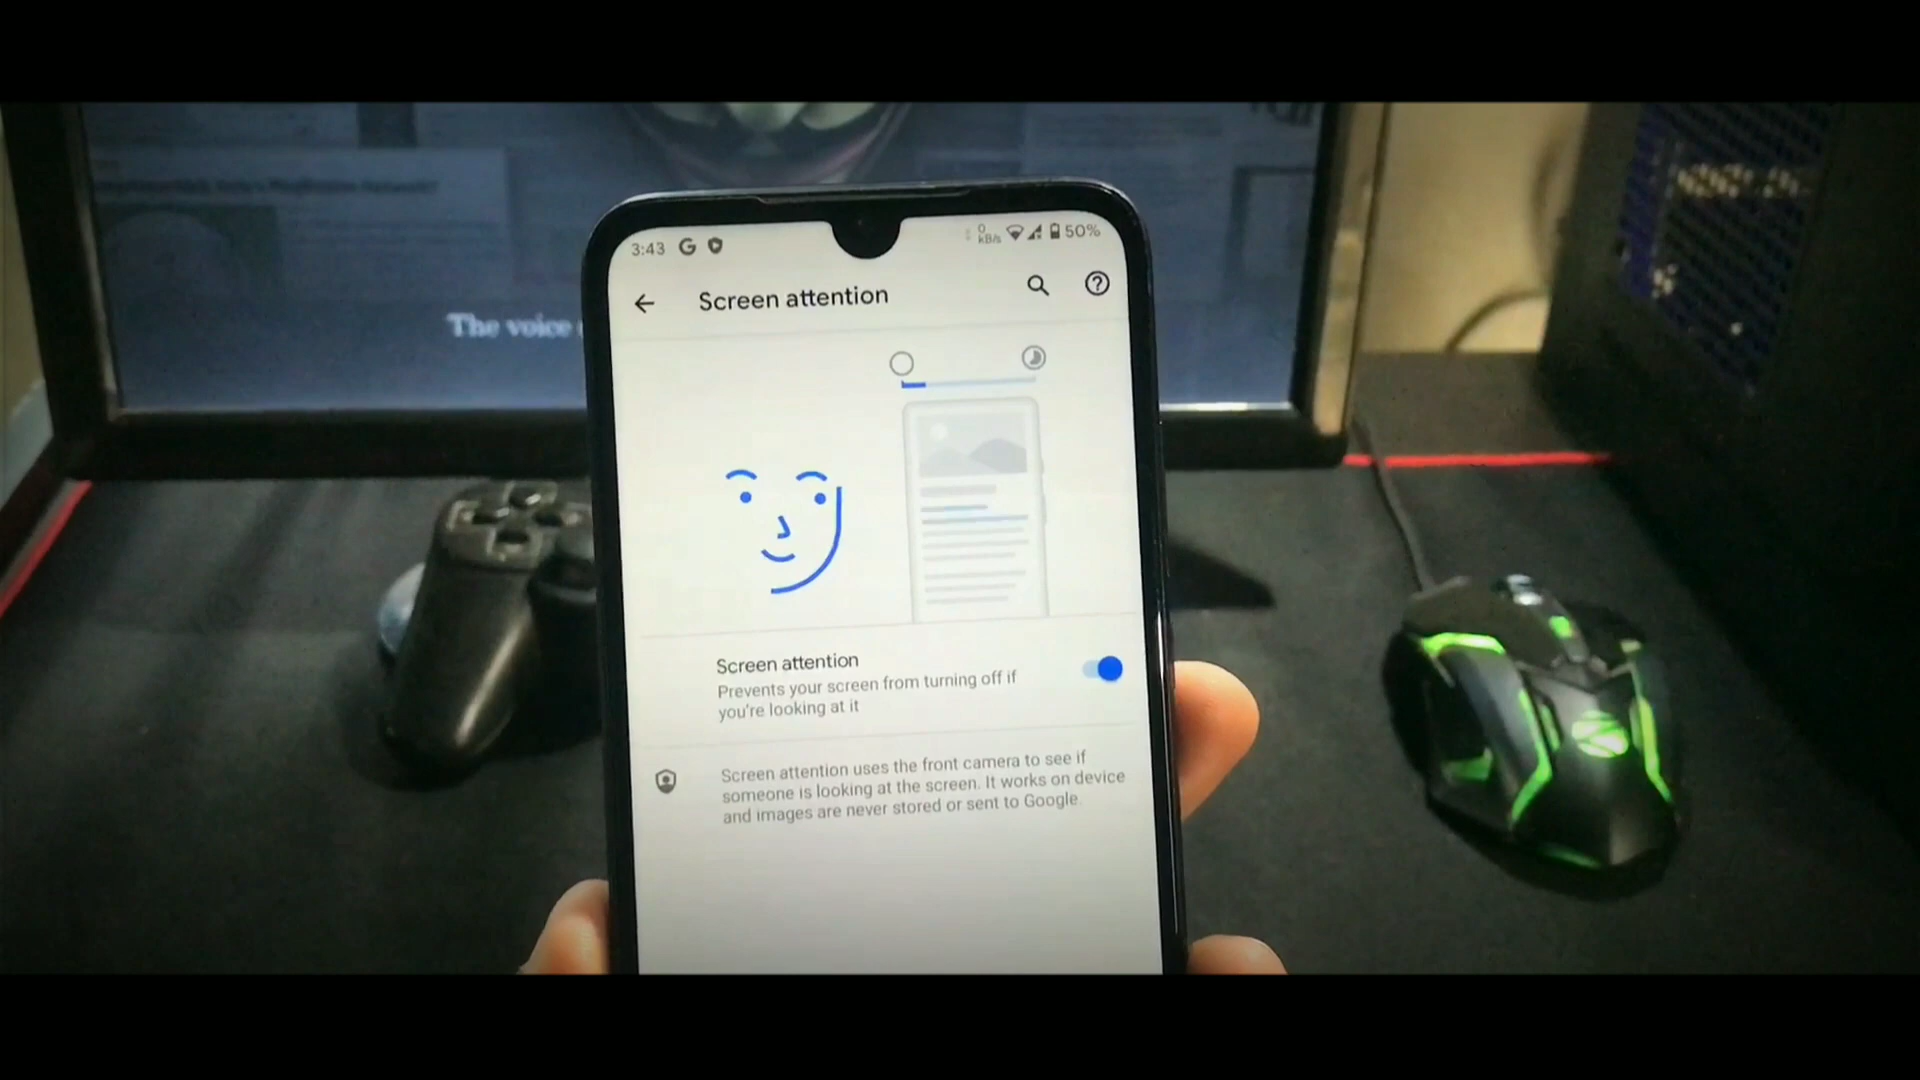 The voice
3:43 G
0 kB/s 50%
Screen attention
Screen attention
Prevents your screen from turning off if
you're looking at it
Screen attention uses the front camera to see if
someone is looking at the screen. It works on device
and images are never stored or sent to Google.